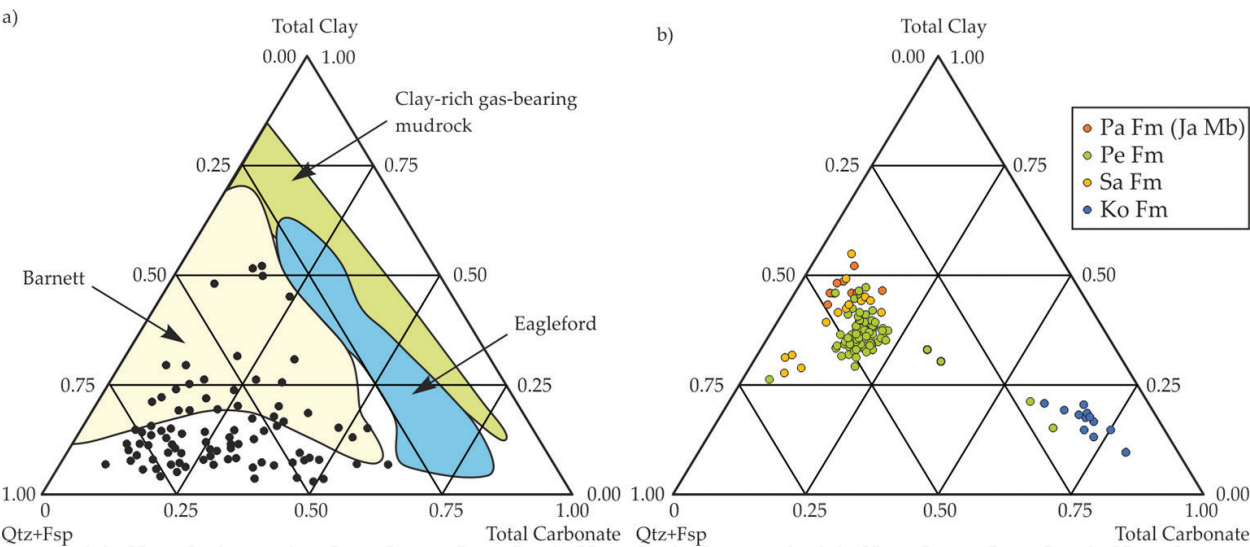 a)
Total Clay
0.00 1.00
Clay-rich gas-bearing
mudrock
0.25 0.75
Barnett
0.50 0.50
Eagleford
0.75 0.25
1.00 0.00
0.25 0.50 0.75 1.00
Qtz+Fsp Total Carbonate
b)
Total Clay
0.00 1.00
Pa Fm (Ja Mb)
Pe Fm
Sa Fm
Ko Fm
0.25 0.75
0.50 0.50
0.75 0.25
1.00 0.00
0.25 0.50 0.75 1.00
Qtz+Fsp Total Carbonate